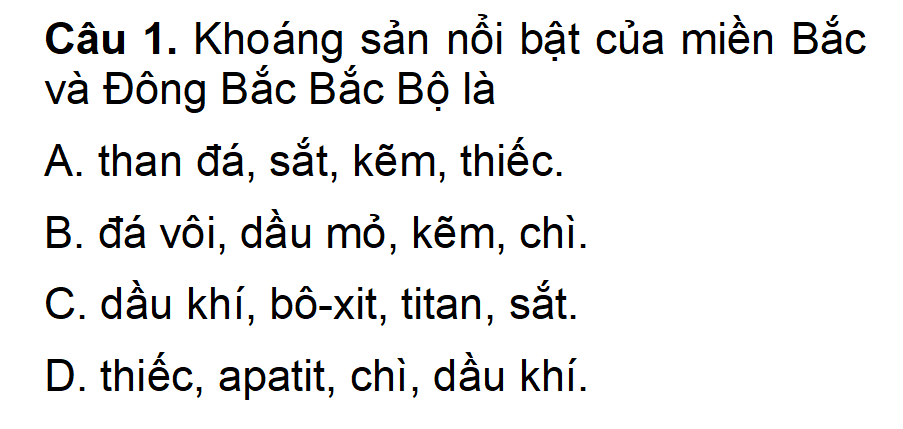 Câu 1. Khoáng sản nổi bật của miền Bắc
và Đông Bắc Bắc Bộ là
A. than đá, sắt, kẽm, thiếc.
B. đá vôi, dầu mỏ, kẽm, chì.
C. dầu khí, bô-xit, titan, sắt.
D. thiếc, apatit, chì, dầu khí.